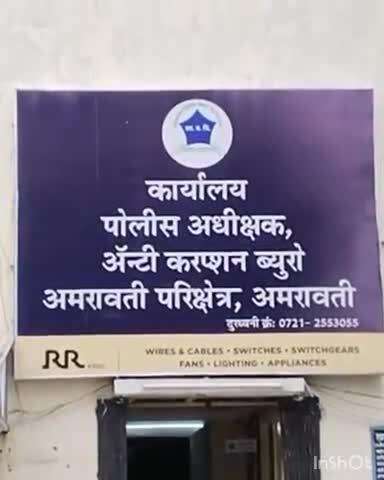 ला. प्र. वि.
कार्यालय
पोलीस अधीक्षक,
ॲन्टी करप्शन ब्युरो
अमरावती परिक्षेत्र, अमरावती
दुरध्वनी क्रं: 0721- 2553055
RR
WIRES & CABLES • SWITCHES • SWITCHGEARS
FANS • LIGHTING • APPLIANCES
InShOt